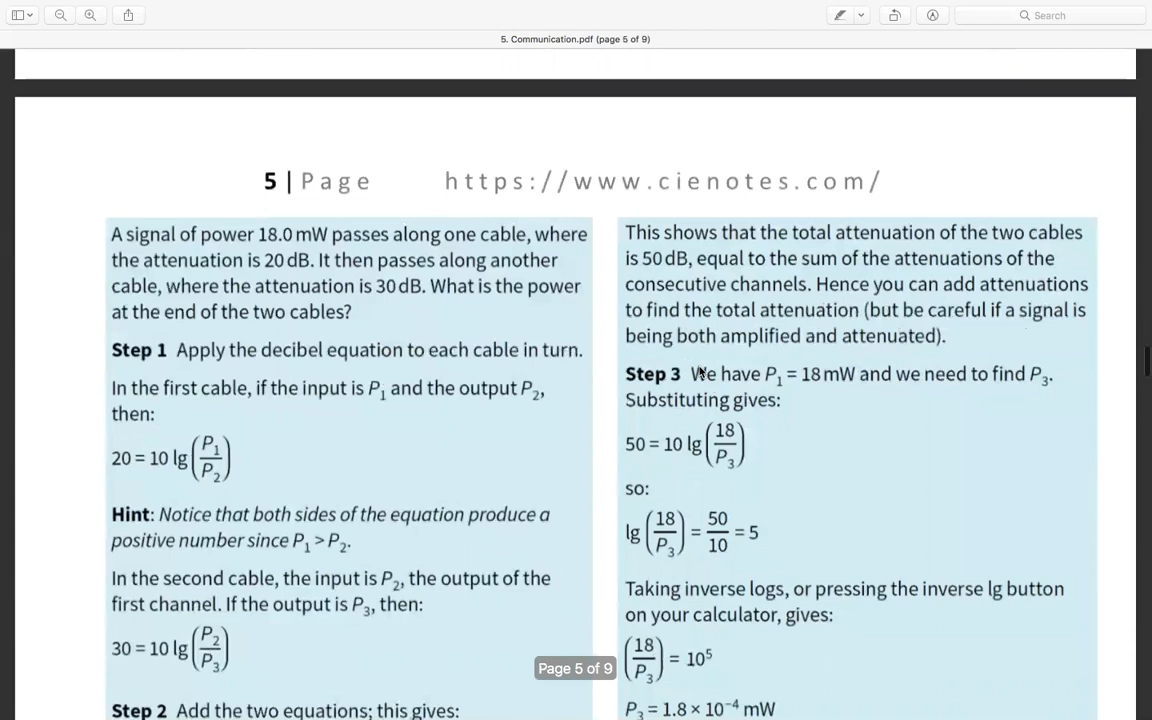 Search
5. Communication.pdf (page 5 of 9)
5 | Page https://www.cienotes.com/
A signal of power 18.0 mW passes along one cable, where
the attenuation is 20 dB. It then passes along another
cable, where the attenuation is 30 dB. What is the power
at the end of the two cables?
Step 1 Apply the decibel equation to each cable in turn.
In the first cable, if the input is P₁ and the output P₂,
then:
20 = 10 lg(P₁/P₂)
Hint: Notice that both sides of the equation produce a
positive number since P₁ > P₂.
In the second cable, the input is P₂, the output of the
first channel. If the output is P₃, then:
30 = 10 lg(P₂/P₃)
Step 2 Add the two equations; this gives:
This shows that the total attenuation of the two cables
is 50 dB, equal to the sum of the attenuations of the
consecutive channels. Hence you can add attenuations
to find the total attenuation (but be careful if a signal is
being both amplified and attenuated).
Step 3 We have P₁ = 18 mW and we need to find P₃.
Substituting gives:
50 = 10 lg(18/P₃)
so:
lg(18/P₃) = 50/10 = 5
Taking inverse logs, or pressing the inverse lg button
on your calculator, gives:
(18/P₃) = 10⁵
P₃ = 1.8 × 10⁻⁴ mW
Page 5 of 9